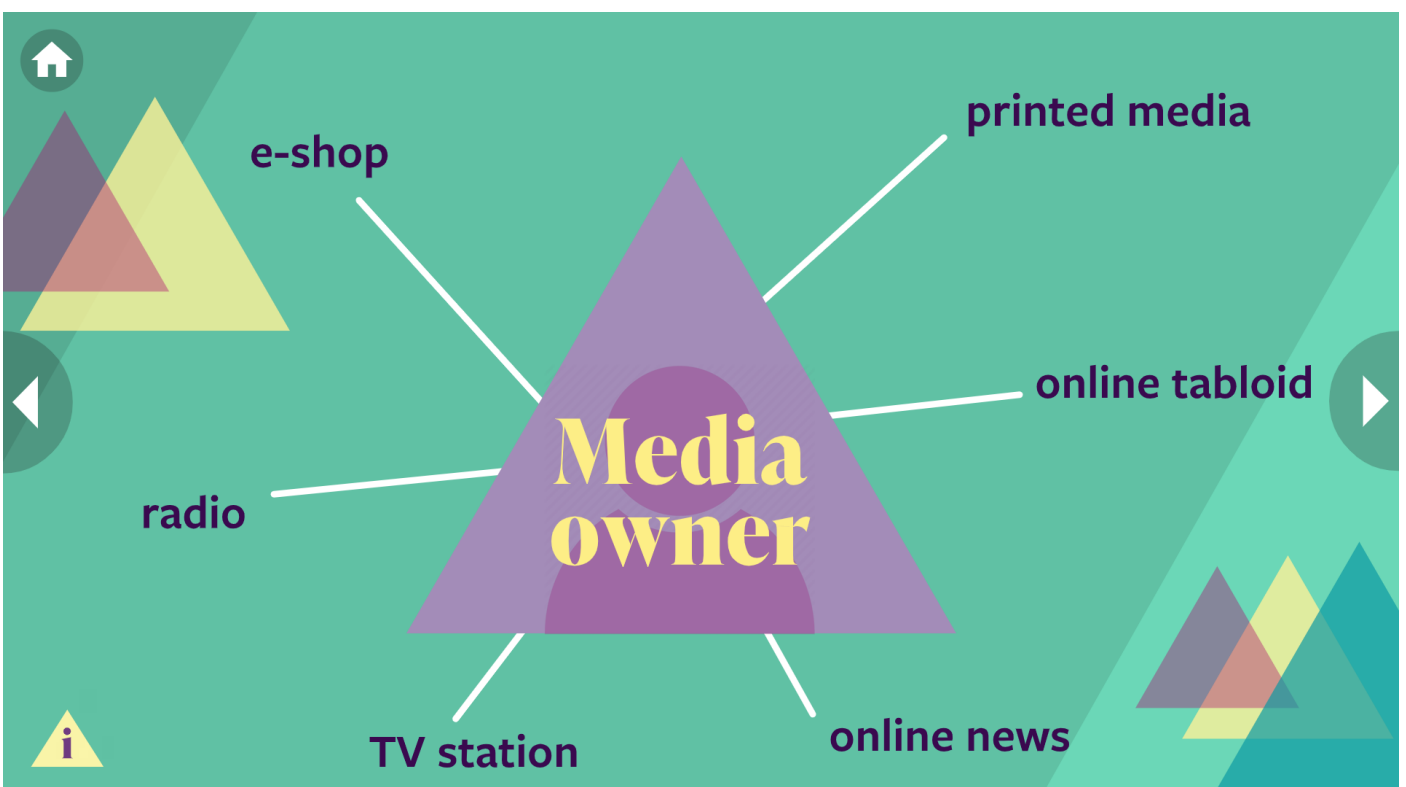 printed media
e-shop
online tabloid
Media
owner
radio
online news
TV station
i